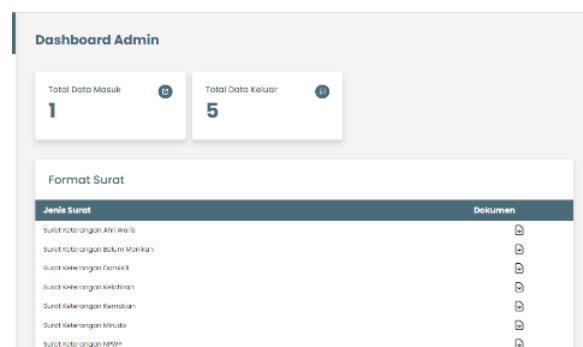 Dashboard Admin
Total Data Masuk
1
Total Data Keluar
5
Format Surat
Jenis Surat Dokumen
Surat Keterangan Ahli Waris
Surat Keterangan Belum Menikah
Surat Keterangan Domisili
Surat Keterangan Kelahiran
Surat Keterangan Kematian
Surat Keterangan
Surat Keterangan NPWP